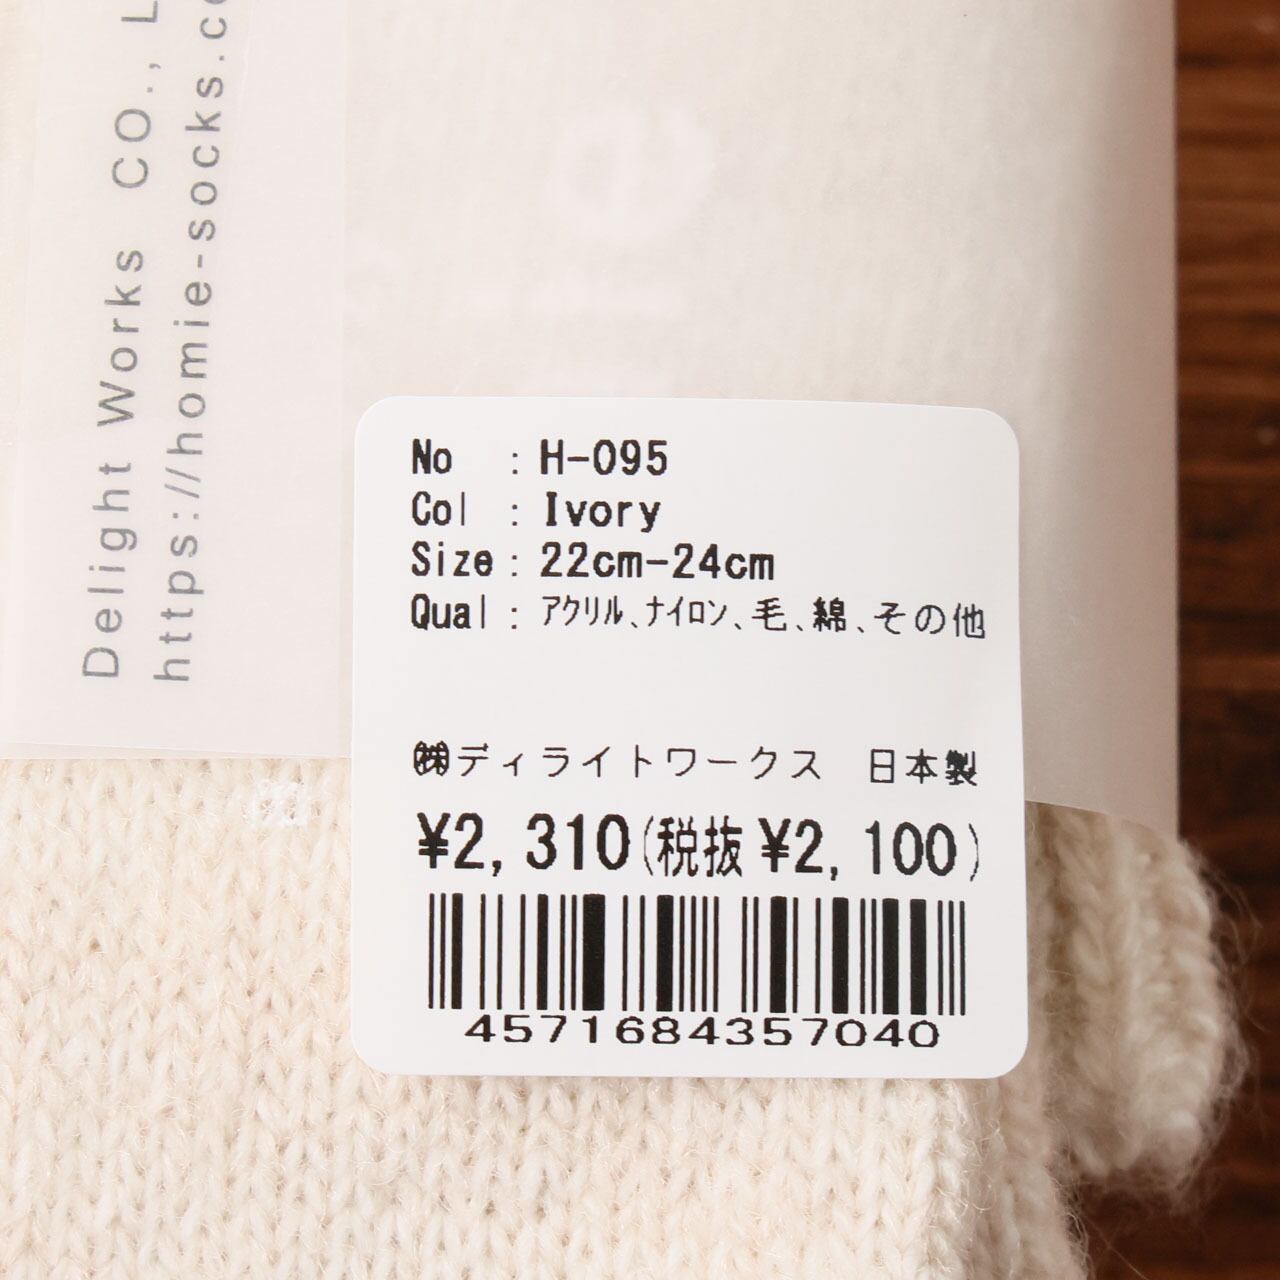 Delight Works CO., L
https://homie-socks.c
No : H-095
Col : Ivory
Size : 22cm-24cm
Qual : アクリル、ナイロン、毛、綿、その他
㈱ディライトワークス 日本製
¥2,310(税抜 ¥2,100)
4571684357040